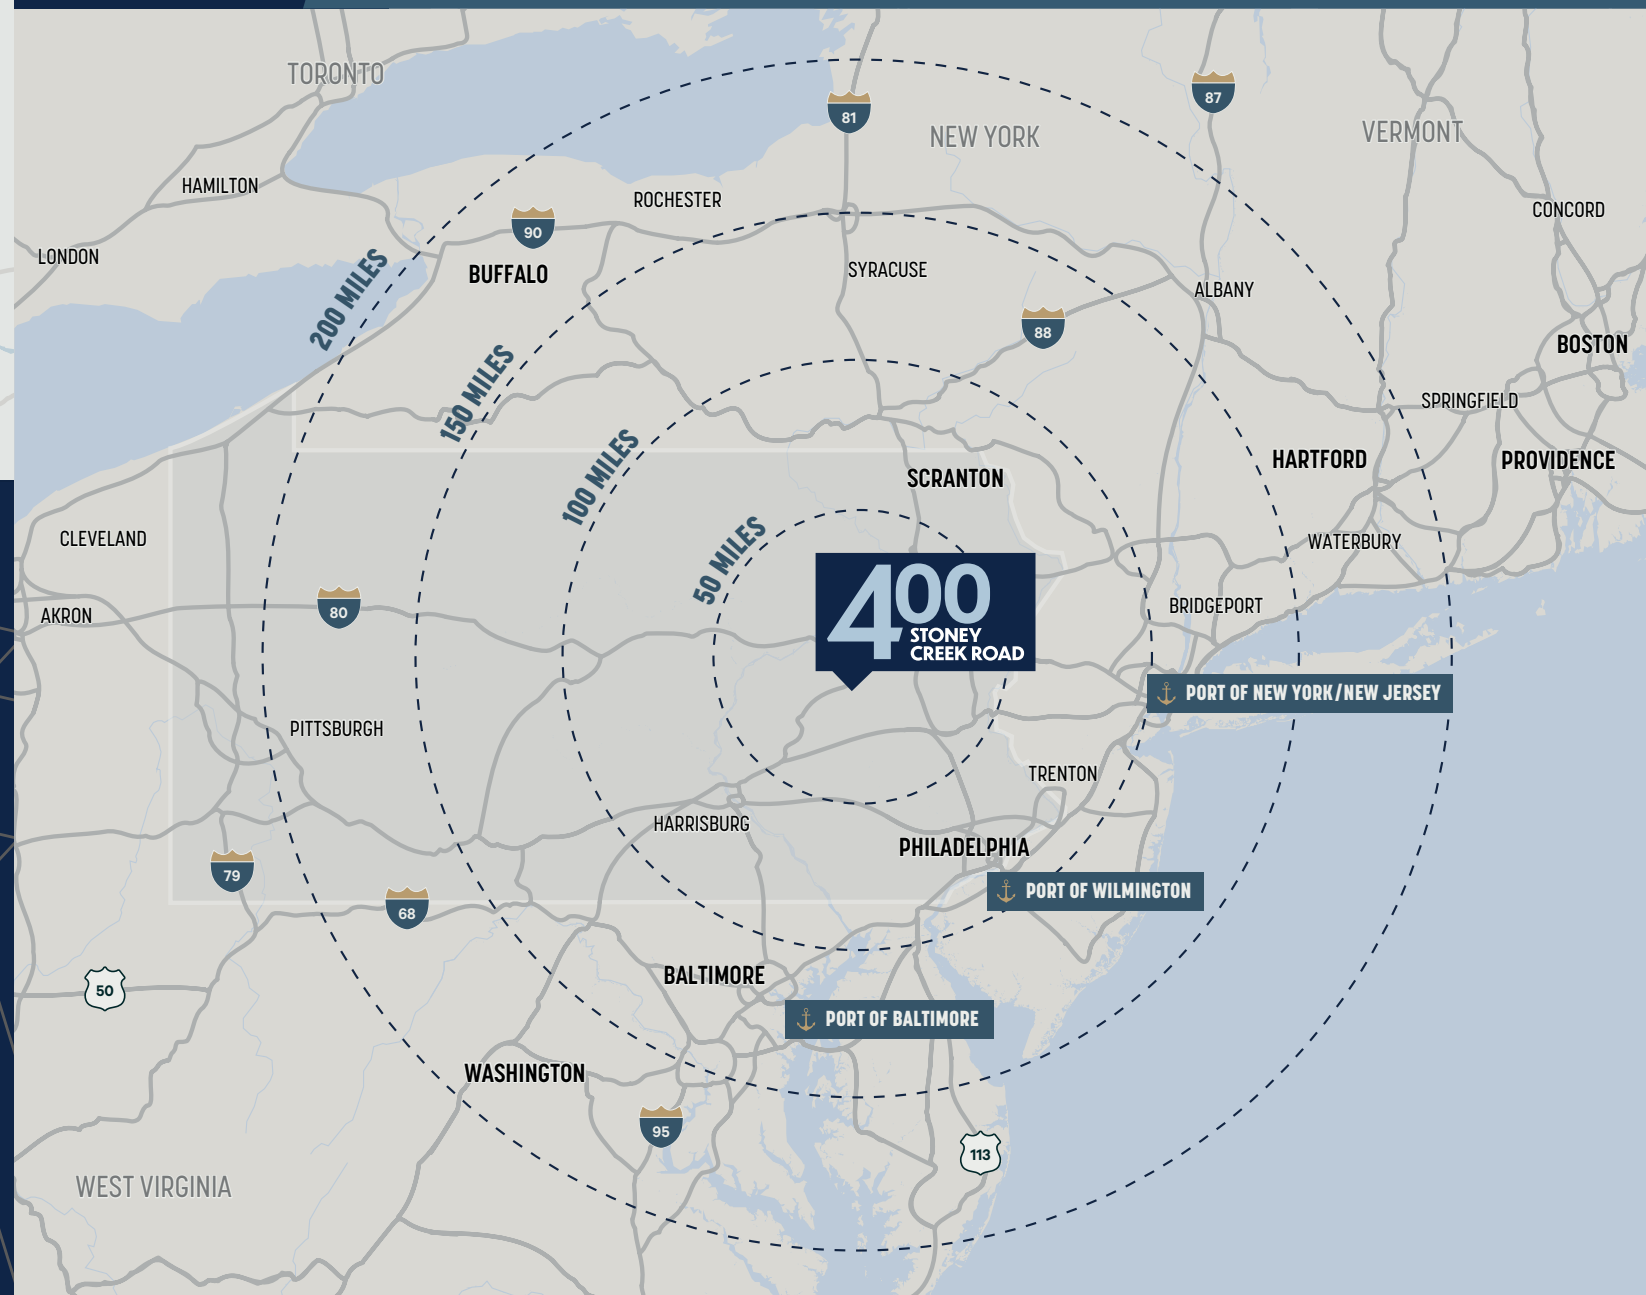 TORONTO
87
81
NEW YORK
VERMONT
HAMILTON
ROCHESTER
CONCORD
90
LONDON
BUFFALO
SYRACUSE
ALBANY
200 MILES
88
BOSTON
150 MILES
SPRINGFIELD
100 MILES
HARTFORD
PROVIDENCE
SCRANTON
CLEVELAND
WATERBURY
50 MILES
400
STONEY
CREEK ROAD
80
AKRON
BRIDGEPORT
PORT OF NEW YORK/NEW JERSEY
PITTSBURGH
TRENTON
HARRISBURG
PHILADELPHIA
79
PORT OF WILMINGTON
68
BALTIMORE
50
PORT OF BALTIMORE
WASHINGTON
95
113
WEST VIRGINIA